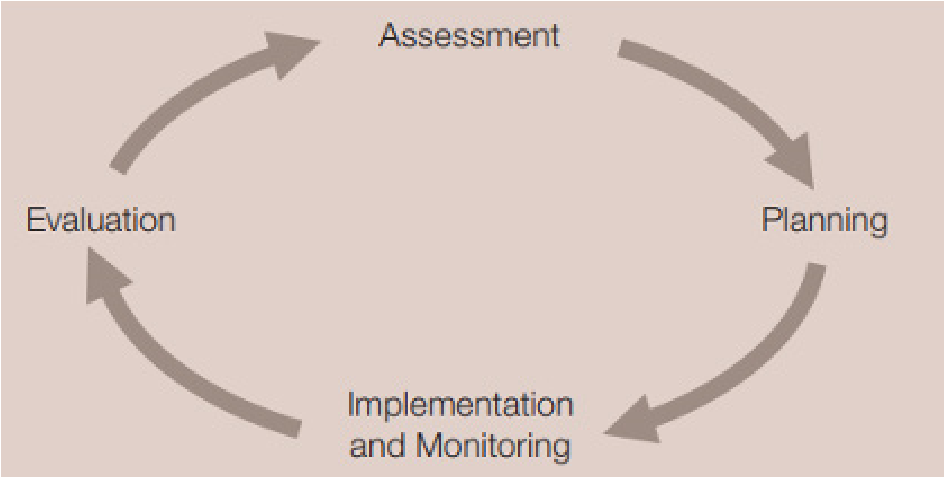 Assessment
Evaluation
Planning
Implementation
and Monitoring